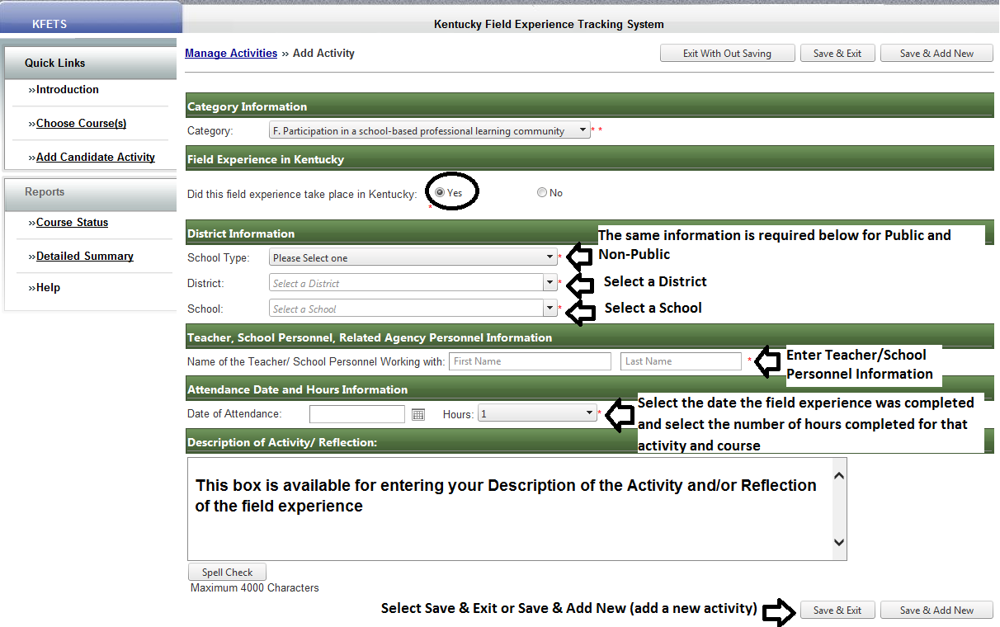 KFETS
Kentucky Field Experience Tracking System
Quick Links
»Introduction
»Choose Course(s)
»Add Candidate Activity
Reports
»Course Status
»Detailed Summary
»Help
Manage Activities » Add Activity
Exit With Out Saving
Save & Exit
Save & Add New
Category Information
Category: F. Participation in a school-based professional learning community * *
Field Experience in Kentucky
Did this field experience take place in Kentucky: Yes No
*
District Information
The same information is required below for Public and
Non-Public
School Type: Please Select one *
District: Select a District *
Select a District
School: Select a School *
Select a School
Teacher, School Personnel, Related Agency Personnel Information
Name of the Teacher/ School Personnel Working with: First Name Last Name *
Enter Teacher/School
Personnel Information
Attendance Date and Hours Information
Date of Attendance: Hours: 1 *
Select the date the field experience was completed
and select the number of hours completed for that
activity and course
Description of Activity/ Reflection:
This box is available for entering your Description of the Activity and/or Reflection
of the field experience
Spell Check
Maximum 4000 Characters
Select Save & Exit or Save & Add New (add a new activity)
Save & Exit
Save & Add New